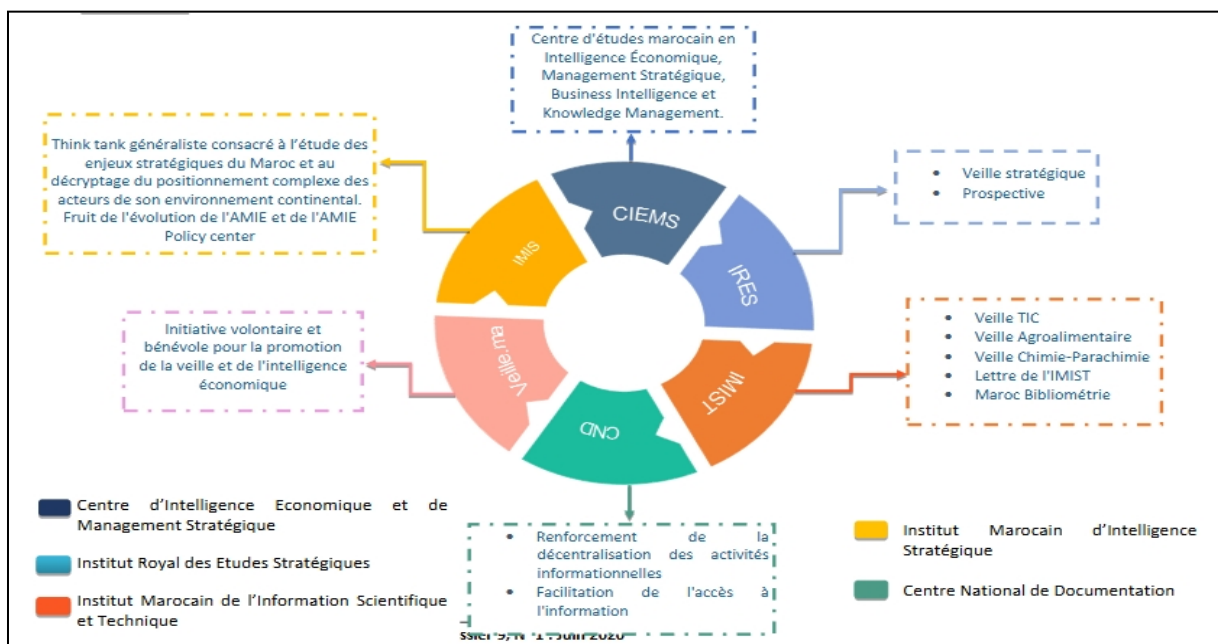 Centre d'études marocain en
Intelligence Économique,
Management Stratégique,
Business Intelligence et
Knowledge Management.
Think tank généraliste consacré à l'étude des
enjeux stratégiques du Maroc et au
décryptage du positionnement complexe des
acteurs de son environnement continental.
Fruit de l'évolution de l'AMIE et de l'AMIE
Policy center
• Veille stratégique
• Prospective
CIEMS
IMIS
IRES
Initiative volontaire et
bénévole pour la promotion
de la veille et de l'intelligence
économique
Veille.ma
IMIST
CND
• Veille TIC
• Veille Agroalimentaire
• Veille Chimie-Parachimie
• Lettre de l'IMIST
• Maroc Bibliométrie
Centre d'Intelligence Economique et de
Management Stratégique
Institut Royal des Etudes Stratégiques
Institut Marocain de l'Information Scientifique
et Technique
• Renforcement de la
décentralisation des activités
informationnelles
• Facilitation de l'accès à
l'information
Institut Marocain d'Intelligence
Stratégique
Centre National de Documentation
ssier 9, N° 1 : Juin 2020